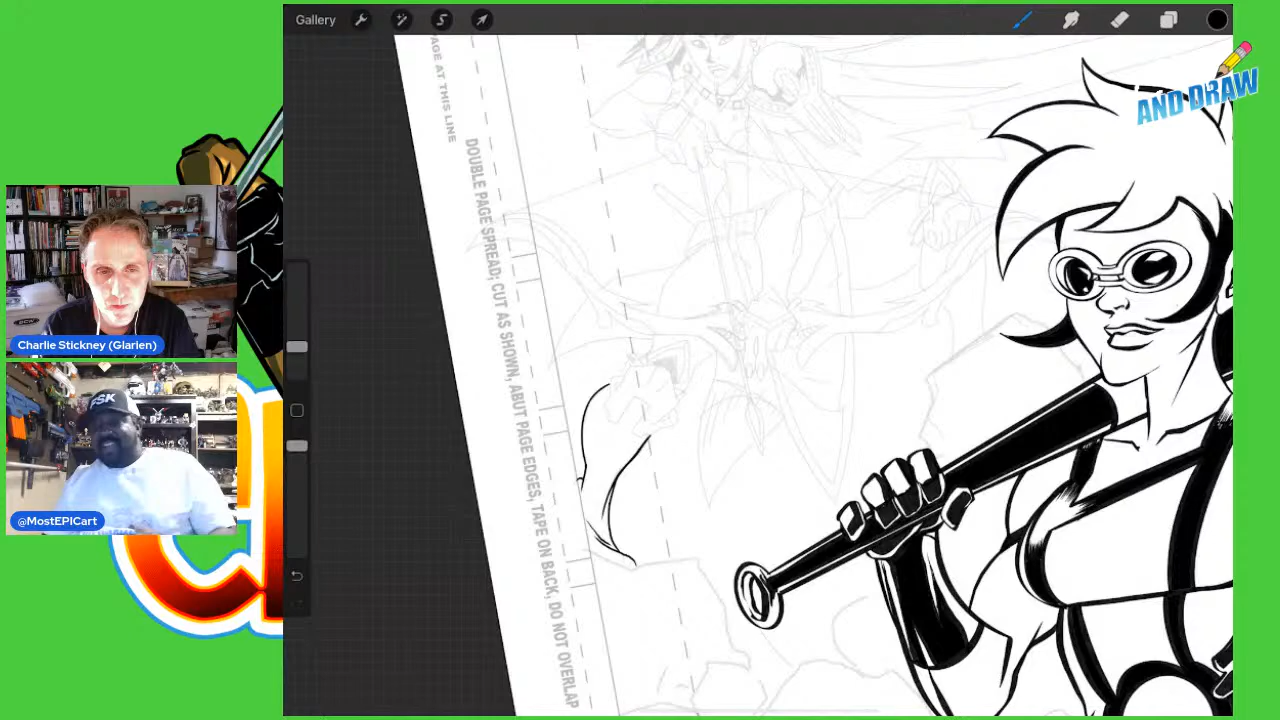 Gallery
AND DRAW
AGE AT THIS LINE
DOUBLE PAGE SPREAD; CUT AS SHOWN, ABUT PAGE EDGES, TAPE ON BACK, DO NOT OVERLAP
Charlie Stickney (Glarien)
FSK
@MostEPICart